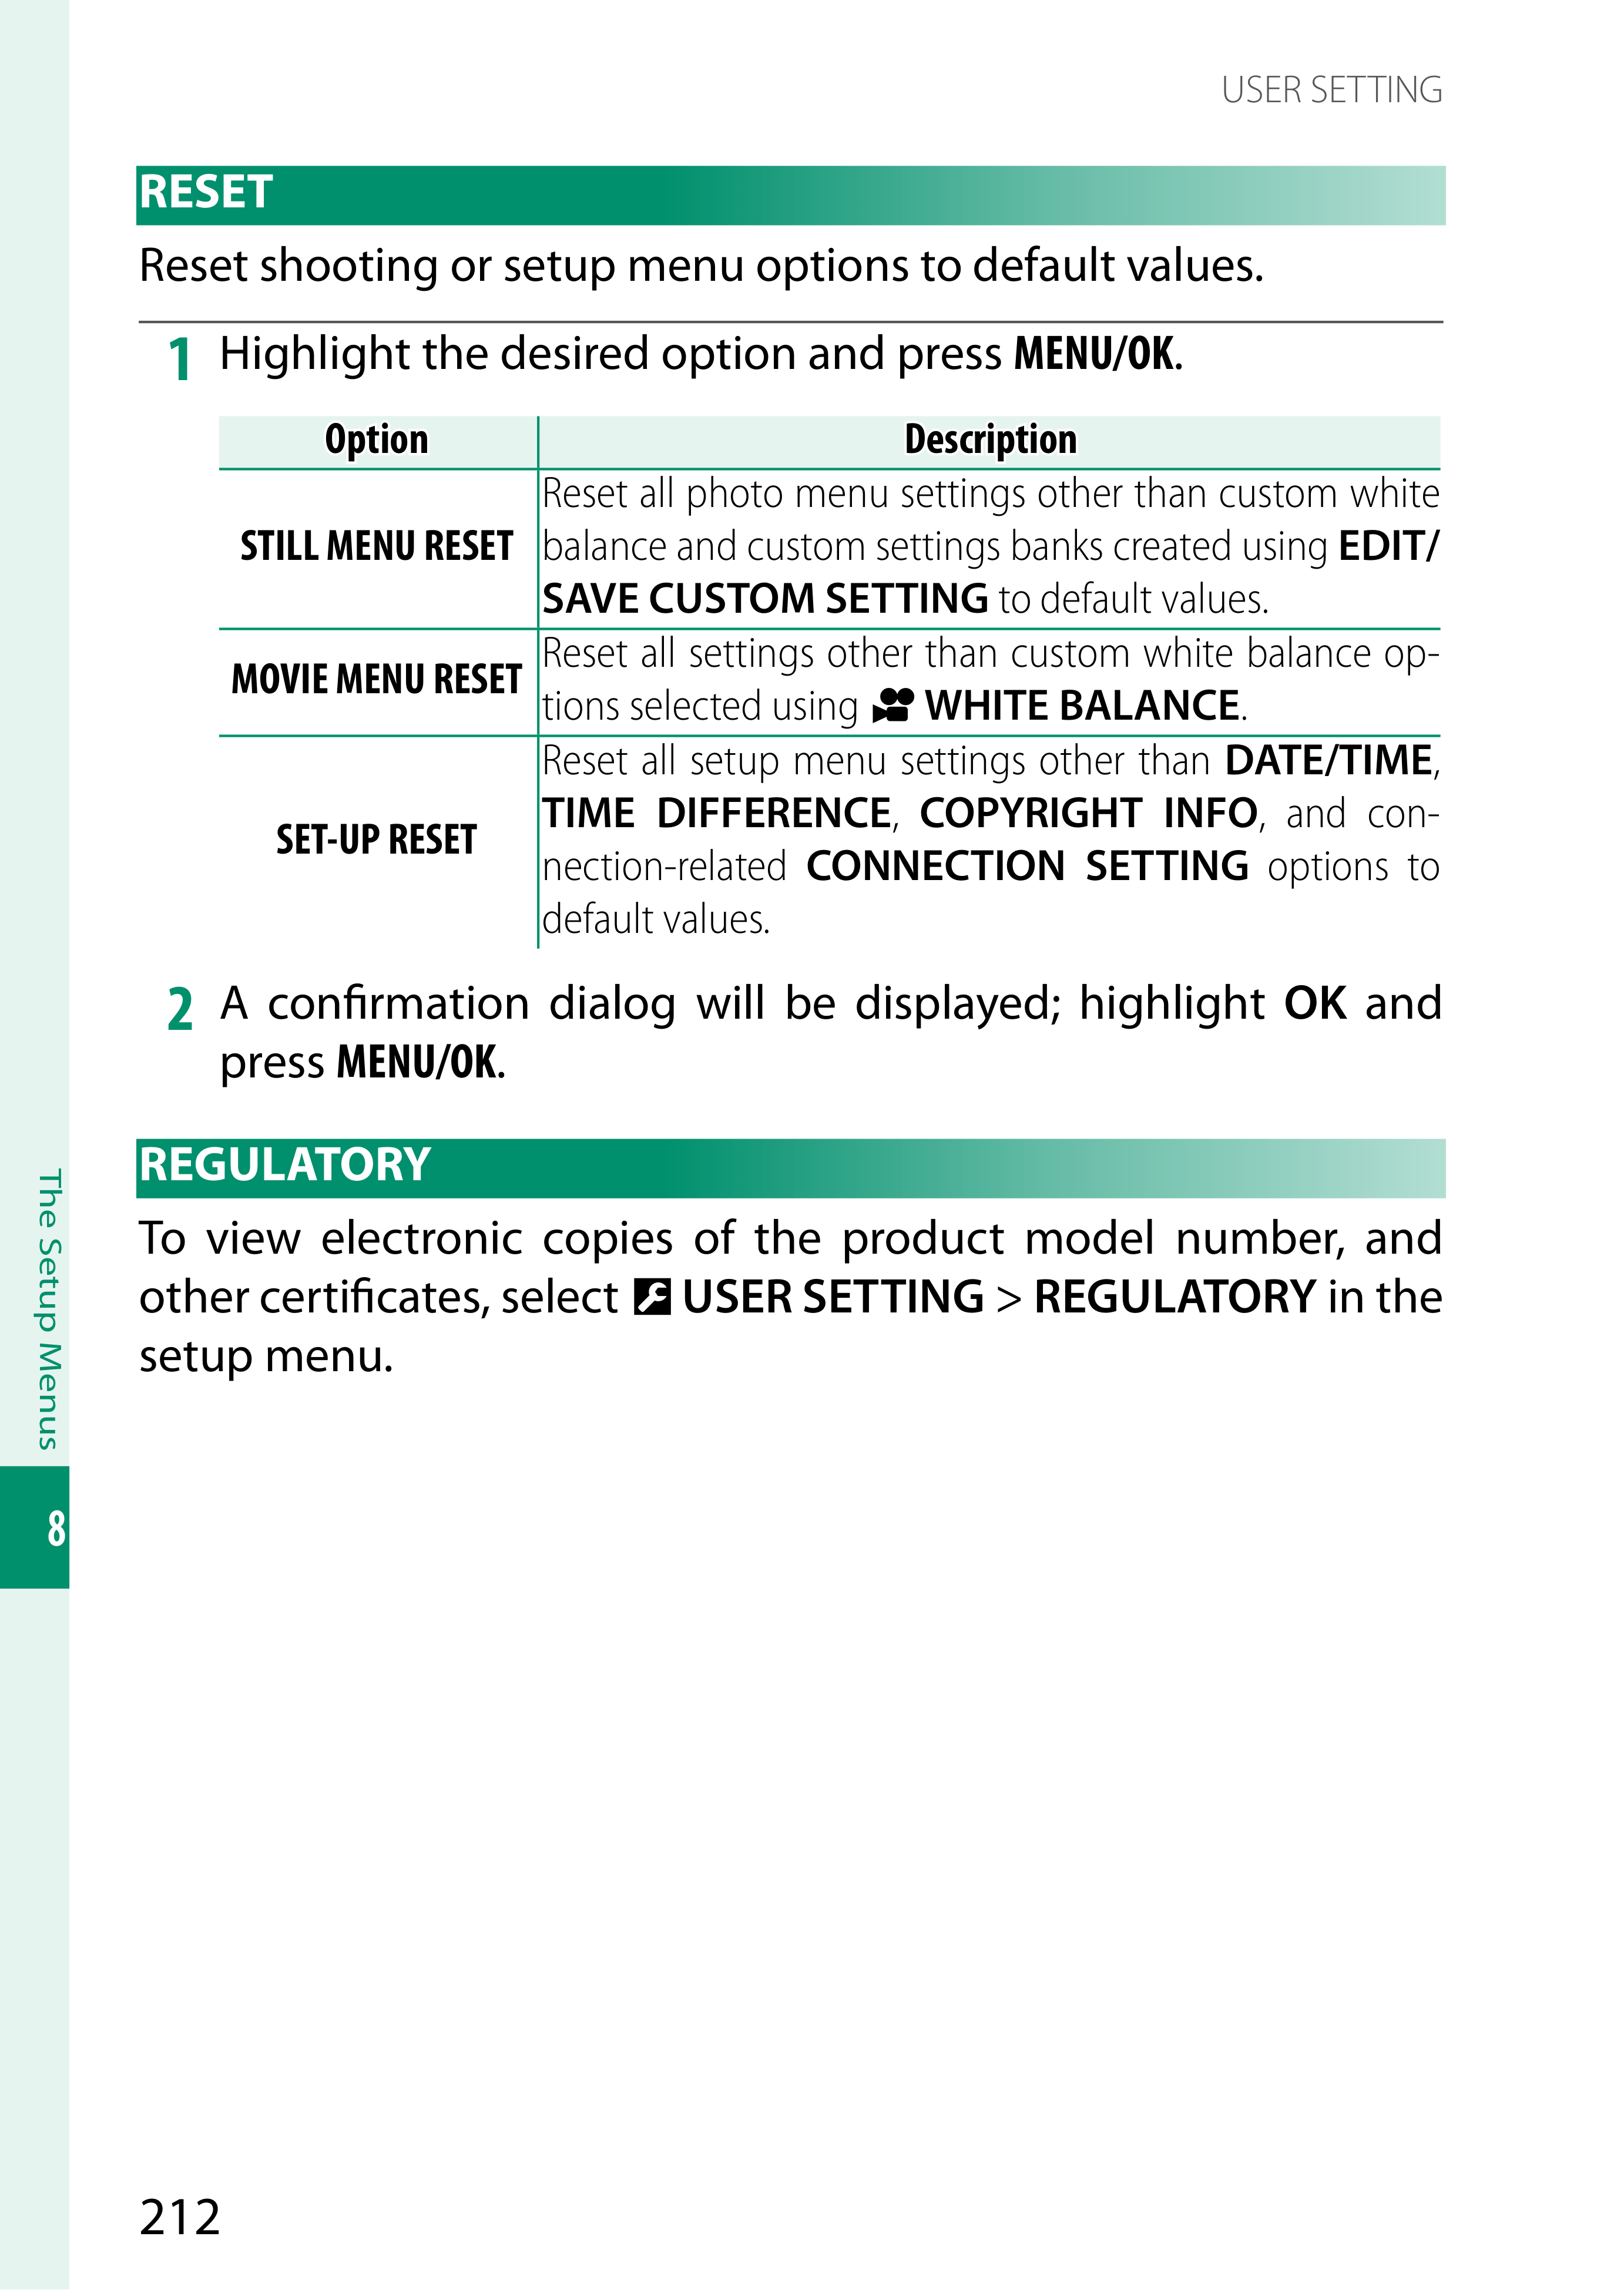 USER SETTING
RESET
Reset shooting or setup menu options to default values.
1 Highlight the desired option and press MENU/OK.
Option Description
STILL MENU RESET
Reset all photo menu settings other than custom white
balance and custom settings banks created using EDIT/
SAVE CUSTOM SETTING to default values.
MOVIE MENU RESET
Reset all settings other than custom white balance op-
tions selected using WHITE BALANCE.
SET-UP RESET
Reset all setup menu settings other than DATE/TIME,
TIME DIFFERENCE, COPYRIGHT INFO, and con-
nection-related CONNECTION SETTING options to
default values.
2 A confirmation dialog will be displayed; highlight OK and
press MENU/OK.
REGULATORY
To view electronic copies of the product model number, and
other certificates, select USER SETTING > REGULATORY in the
setup menu.
The Setup Menus
8
212